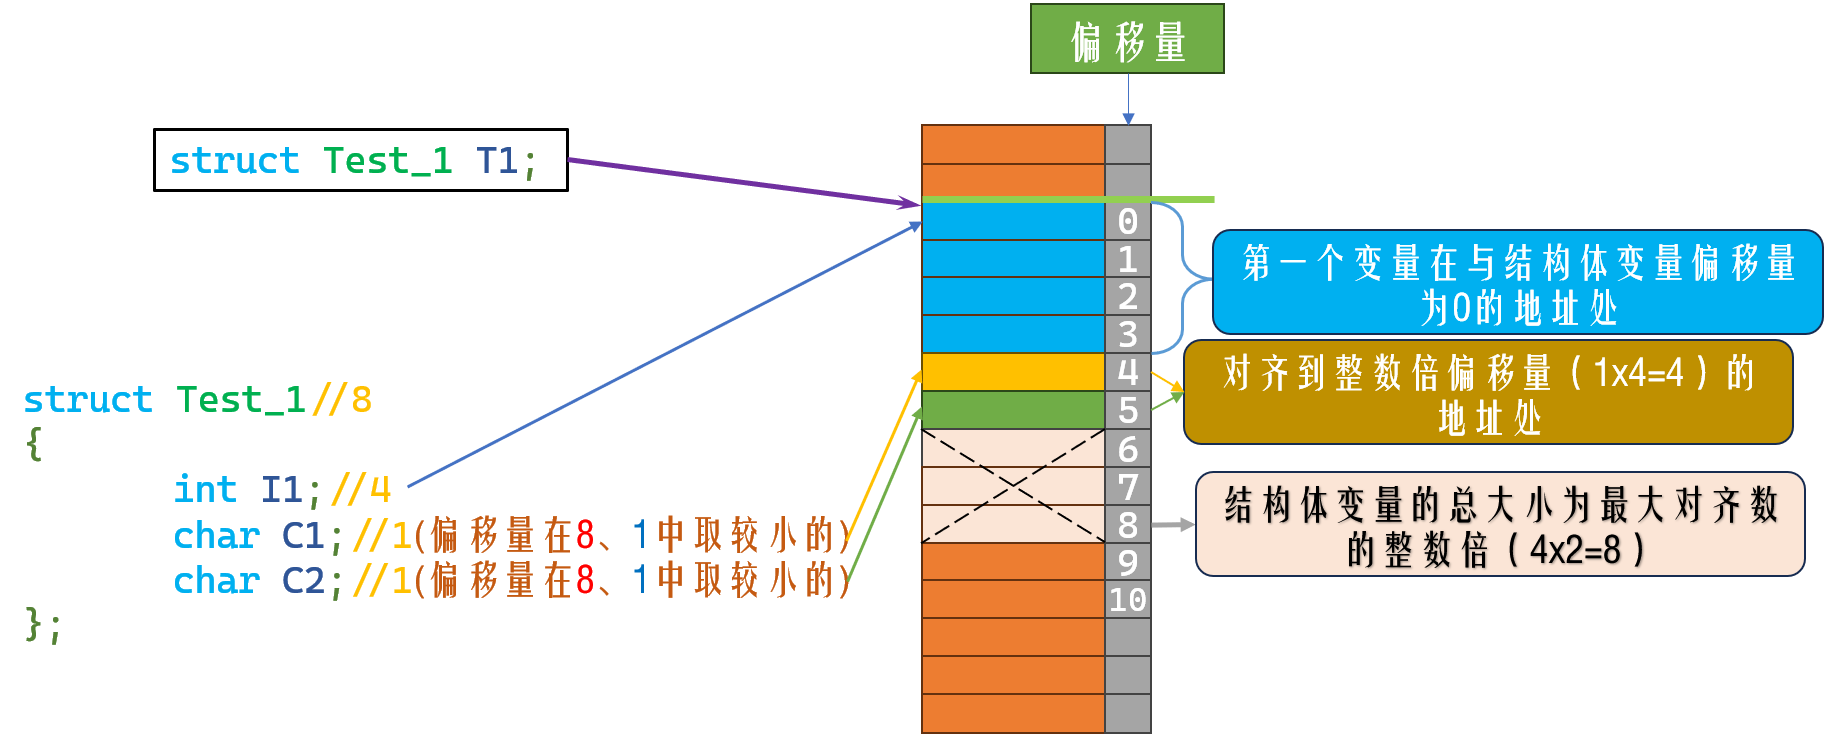 偏移量
struct Test_1 T1;
0
1
2
3
4
5
6
7
8
9
10
第一个变量在与结构体变量偏移量
为0的地址处
对齐到整数倍偏移量（1x4=4）的
地址处
结构体变量的总大小为最大对齐数
的整数倍（4x2=8）
struct Test_1//8
{
int I1;//4
char C1;//1(偏移量在8、1中取较小的)
char C2;//1(偏移量在8、1中取较小的)
};